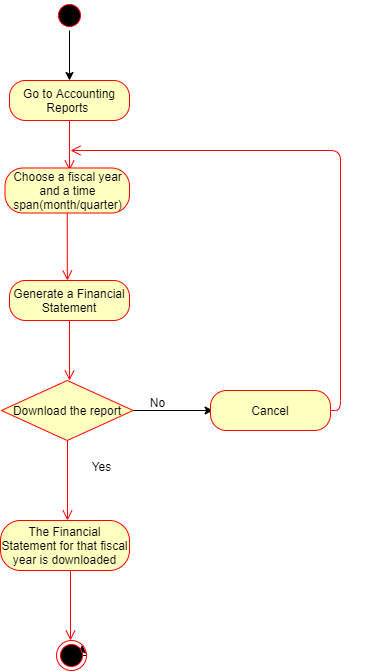 Go to Accounting
Reports
Choose a fiscal year
and a time
span(month/quarter)
Generate a Financial
Statement
Download the report
No
Cancel
Yes
The Financial
Statement for that fiscal
year is downloaded